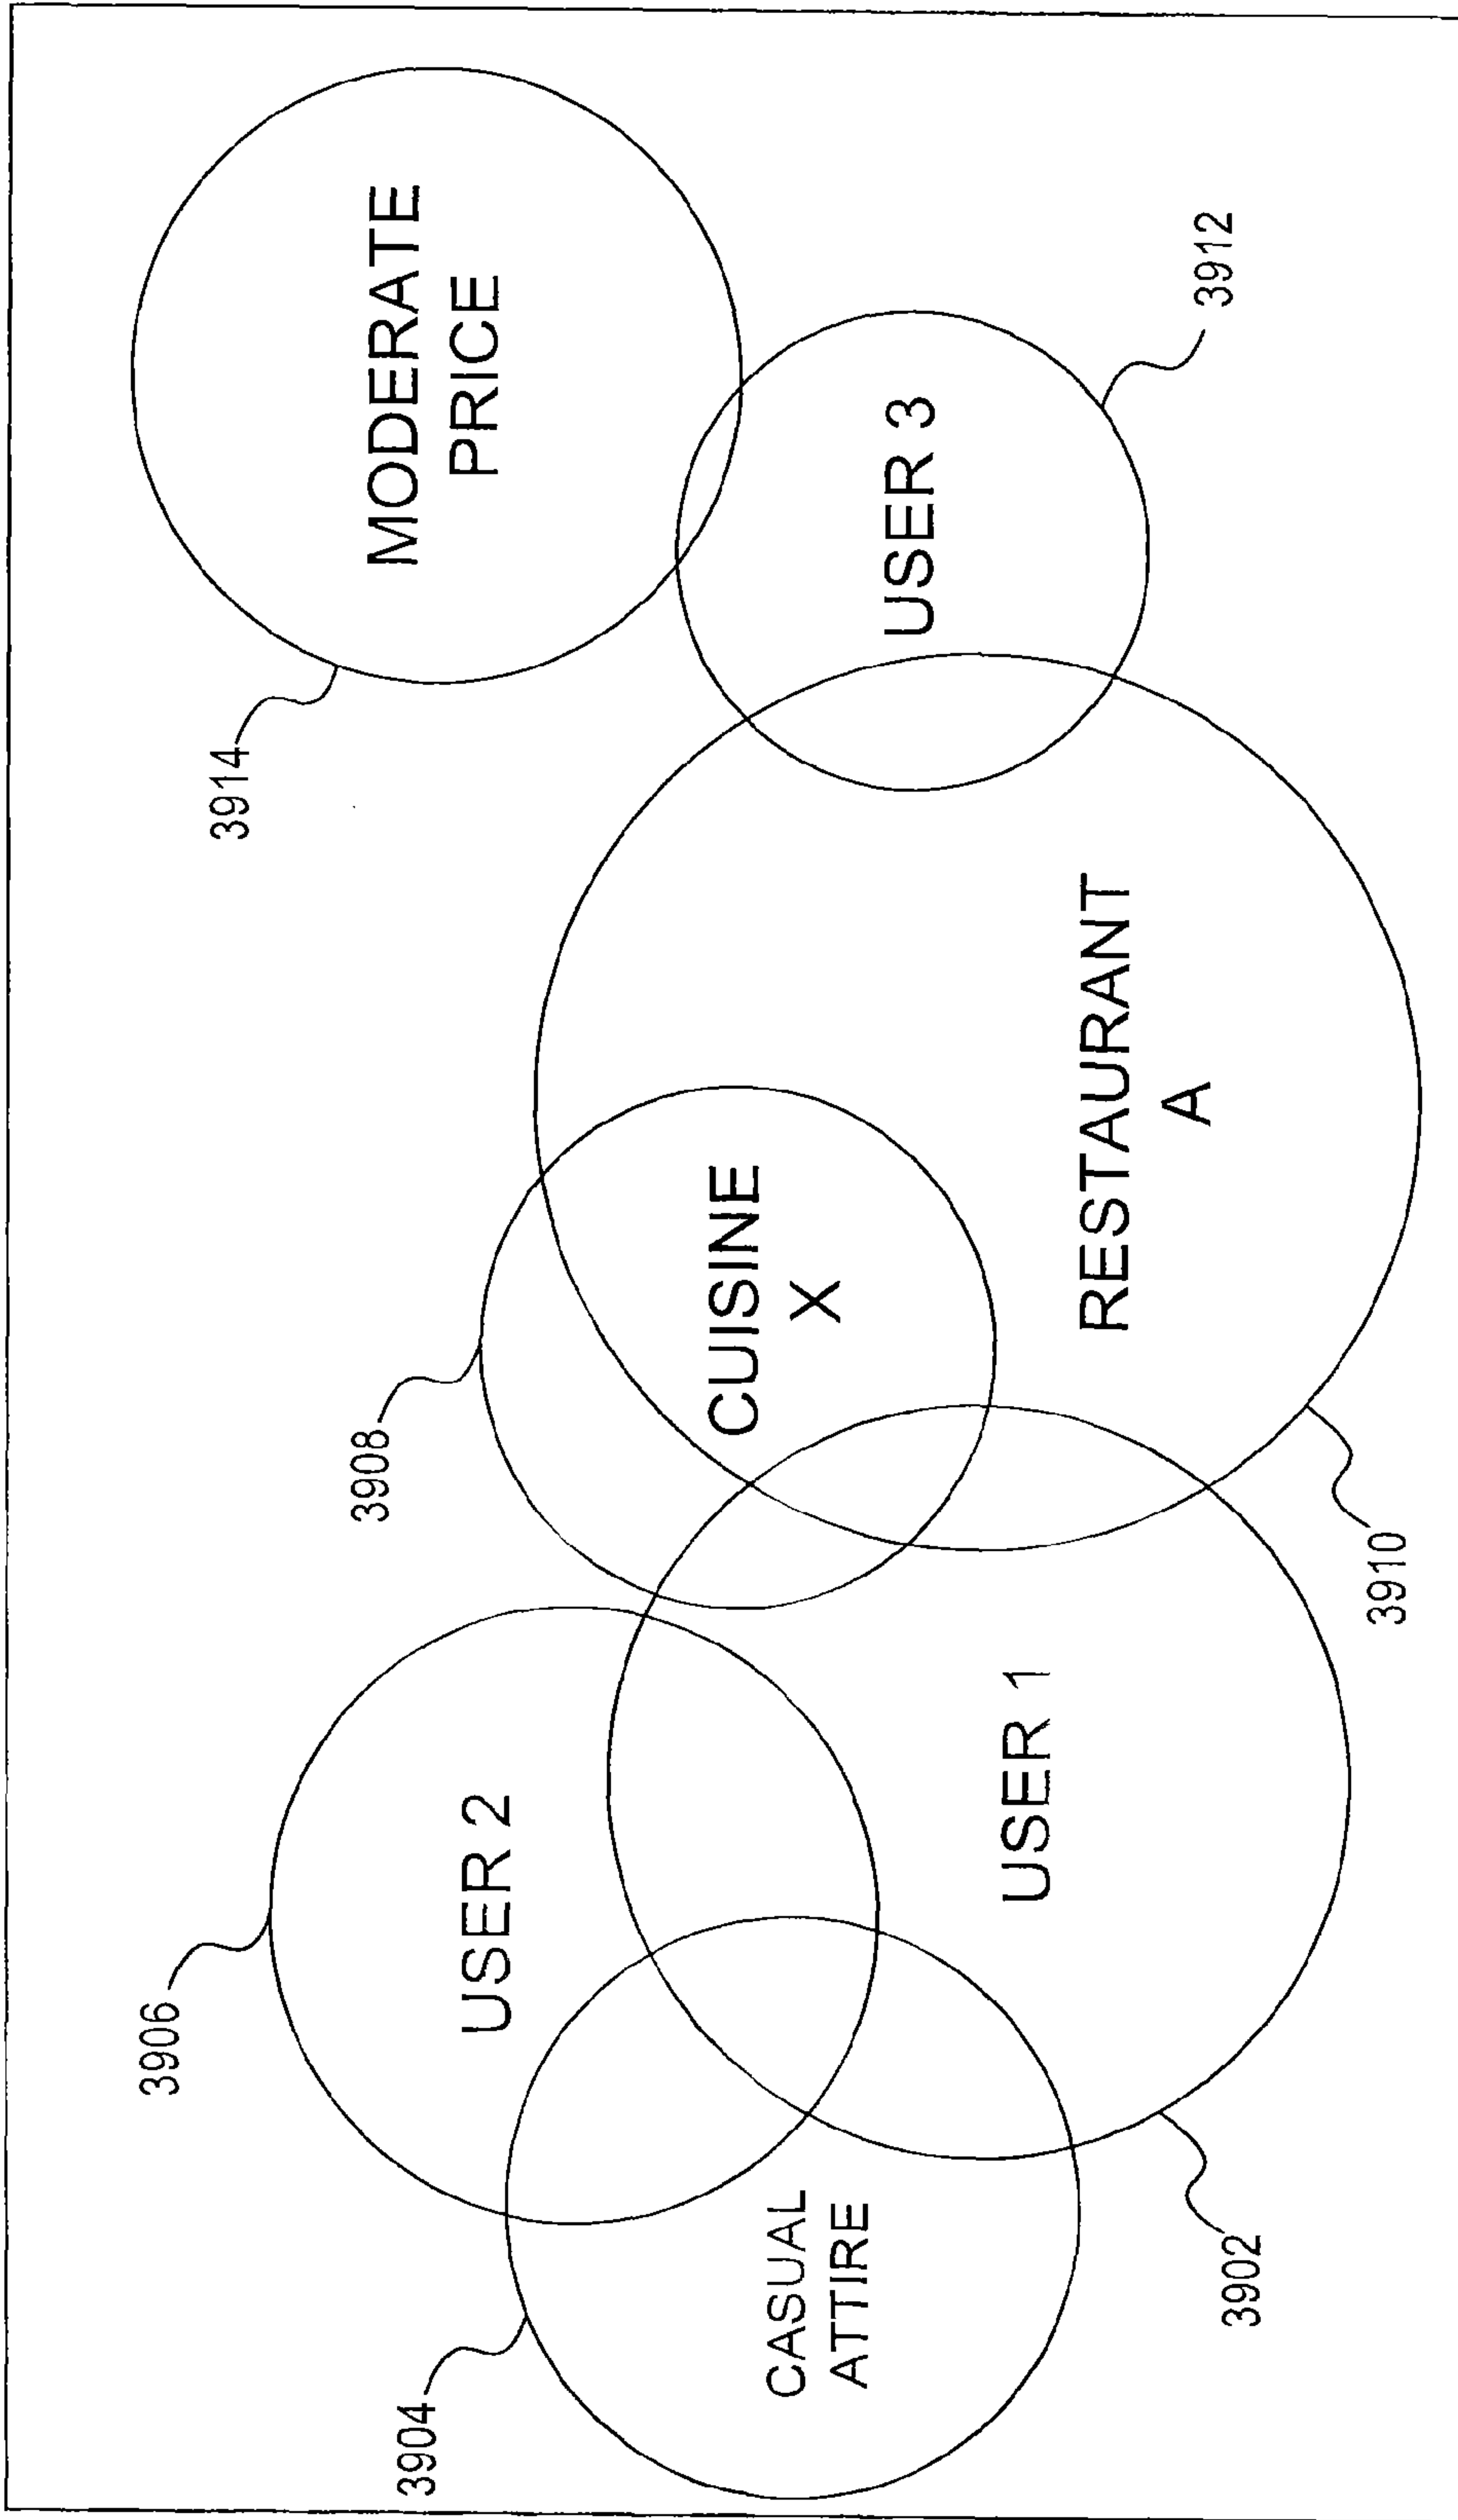 3906
USER 2
3908
3914
MODERATE
PRICE
3904
CASUAL
ATTIRE
CUISINE
X
USER 1
USER 3
RESTAURANT
A
3902
3910
3912